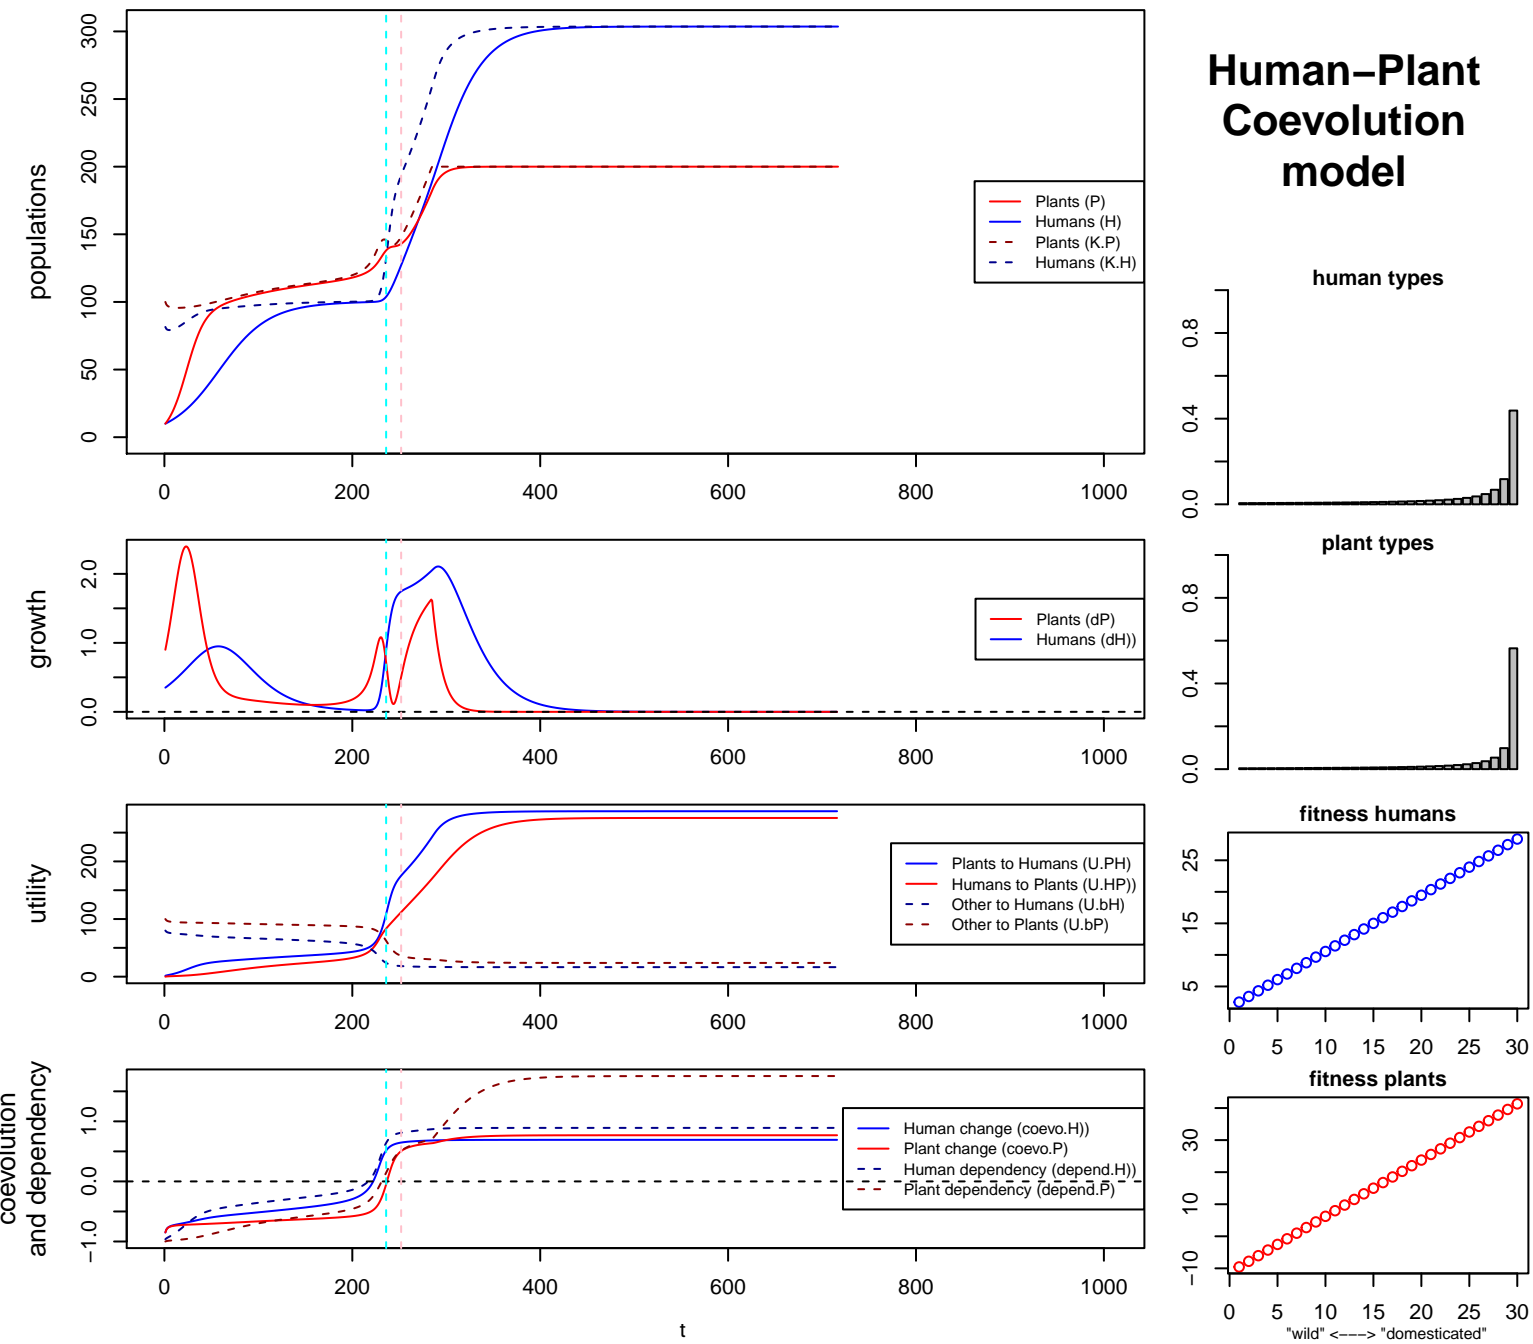 Human−Plant
Coevolution
model
populations
0
50
100
150
200
250
300
0
200
400
600
800
1000
Plants (P)
Humans (H)
Plants (K.P)
Humans (K.H)
growth
0.0
1.0
2.0
0
200
400
600
800
1000
Plants (dP)
Humans (dH))
utility
0
100
200
0
200
400
600
800
1000
Plants to Humans (U.PH)
Humans to Plants (U.HP))
Other to Humans (U.bH)
Other to Plants (U.bP)
coevolution
and dependency
−1.0
0.0
1.0
0
200
400
600
800
1000
Human change (coevo.H))
Plant change (coevo.P)
Human dependency (depend.H))
Plant dependency (depend.P)
t
human types
0.0
0.4
0.8
plant types
0.0
0.4
0.8
fitness humans
5
15
25
0
5
10
15
20
25
30
fitness plants
−10
10
30
0
5
10
15
20
25
30
"wild" <−−−> "domesticated"